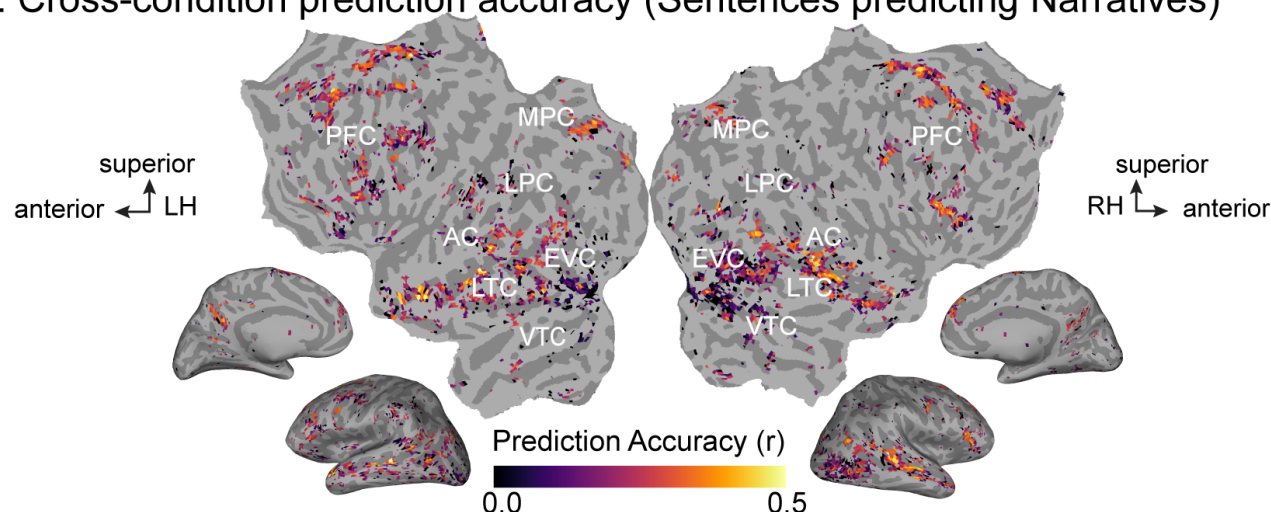 . Cross-condition prediction accuracy (Sentences predicting Narratives)
MPC
MPC
PFC
PFC
superior
superior
LPC
LPC
anterior
LH
RH
anterior
AC
AC
EVC
EVC
LTC
LTC
VTC
VTC
Prediction Accuracy (r)
0.0
0.5